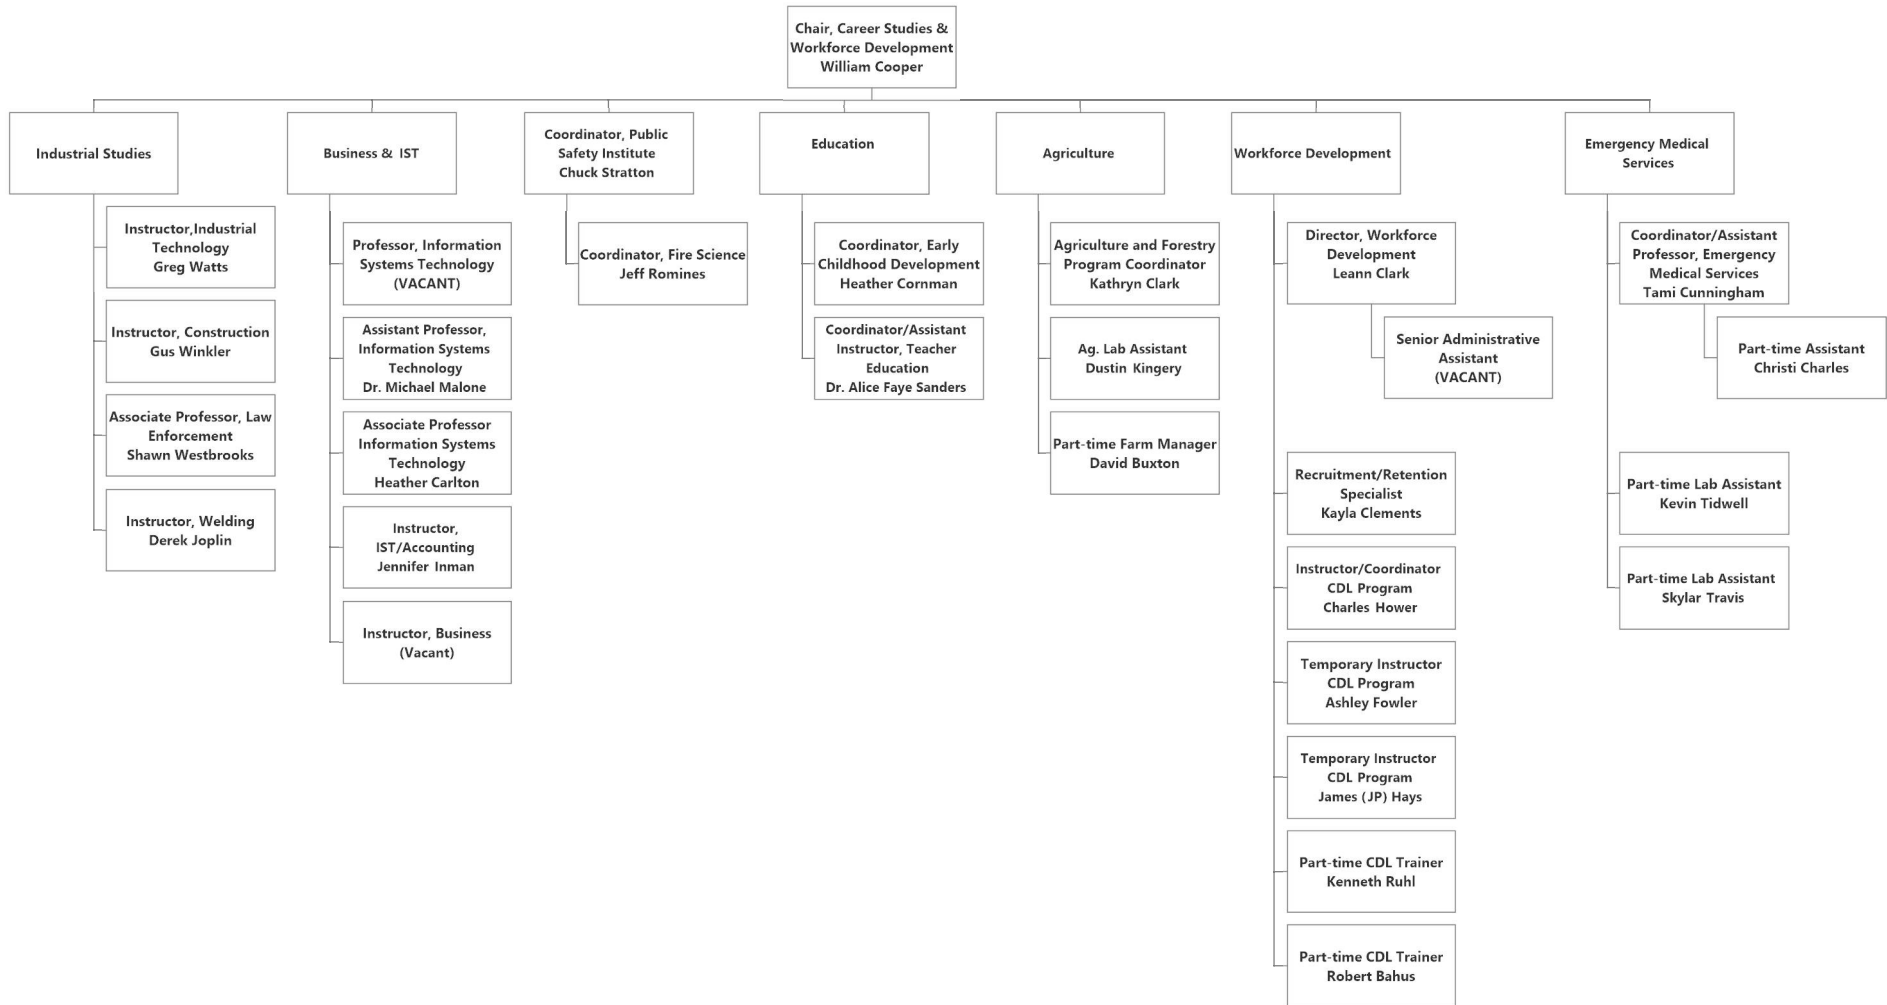 Chair, Career Studies &
Workforce Development
William Cooper
Industrial Studies
Instructor,Industrial
Technology
Greg Watts
Instructor, Construction
Gus Winkler
Associate Professor, Law
Enforcement
Shawn Westbrooks
Instructor, Welding
Derek Joplin
Business & IST
Professor, Information
Systems Technology
(VACANT)
Assistant Professor,
Information Systems
Technology
Dr. Michael Malone
Associate Professor
Information Systems
Technology
Heather Carlton
Instructor,
IST/Accounting
Jennifer Inman
Instructor, Business
(Vacant)
Coordinator, Public
Safety Institute
Chuck Stratton
Coordinator, Fire Science
Jeff Romines
Education
Coordinator, Early
Childhood Development
Heather Cornman
Coordinator/Assistant
Instructor, Teacher
Education
Dr. Alice Faye Sanders
Agriculture
Agriculture and Forestry
Program Coordinator
Kathryn Clark
Ag. Lab Assistant
Dustin Kingery
Part-time Farm Manager
David Buxton
Workforce Development
Director, Workforce
Development
Leann Clark
Senior Administrative
Assistant
(VACANT)
Recruitment/Retention
Specialist
Kayla Clements
Instructor/Coordinator
CDL Program
Charles Hower
Temporary Instructor
CDL Program
Ashley Fowler
Temporary Instructor
CDL Program
James (JP) Hays
Part-time CDL Trainer
Kenneth Ruhl
Part-time CDL Trainer
Robert Bahus
Emergency Medical
Services
Coordinator/Assistant
Professor, Emergency
Medical Services
Tami Cunningham
Part-time Assistant
Christi Charles
Part-time Lab Assistant
Kevin Tidwell
Part-time Lab Assistant
Skylar Travis